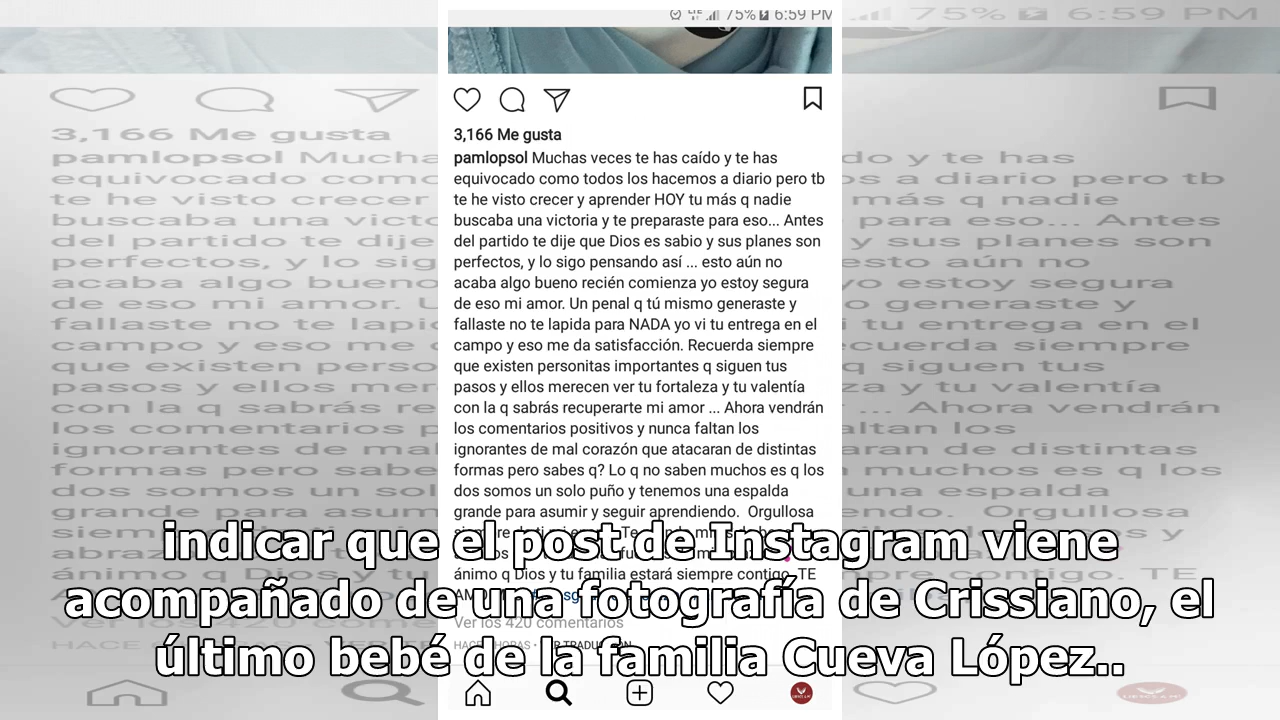 75% 6:59 PM
75% 6:59 PM
3,166 Me gusta
pamlopsol Muchas veces te has caído y te has
equivocado como todos los hacemos a diario pero tb
te he visto crecer y aprender HOY tu más q nadie
buscaba una victoria y te preparaste para eso... Antes
del partido te dije que Dios es sabio y sus planes son
perfectos, y lo sigo pensando así ... esto aún no
acaba algo bueno recién comienza yo estoy segura
de eso mi amor. Un penal q tú mismo generaste y
fallaste no te lapida para NADA yo vi tu entrega en el
campo y eso me da satisfacción. Recuerda siempre
que existen personitas importantes q siguen tus
pasos y ellos merecen ver tu fortaleza y tu valentía
con la q sabrás recuperarte mi amor ... Ahora vendrán
los comentarios positivos y nunca faltan los
ignorantes de mal corazón que atacaran de distintas
formas pero sabes q? Lo q no saben muchos es q los
dos somos un solo puño y tenemos una espalda
grande para asumir y seguir aprendiendo. Orgullosa
ánimo q Dios y tu familia estará siempre contigo. TE
Ver los 420 comentarios
indicar que el post de Instagram viene
acompañado de una fotografía de Crissiano, el
último bebé de la familia Cueva López..